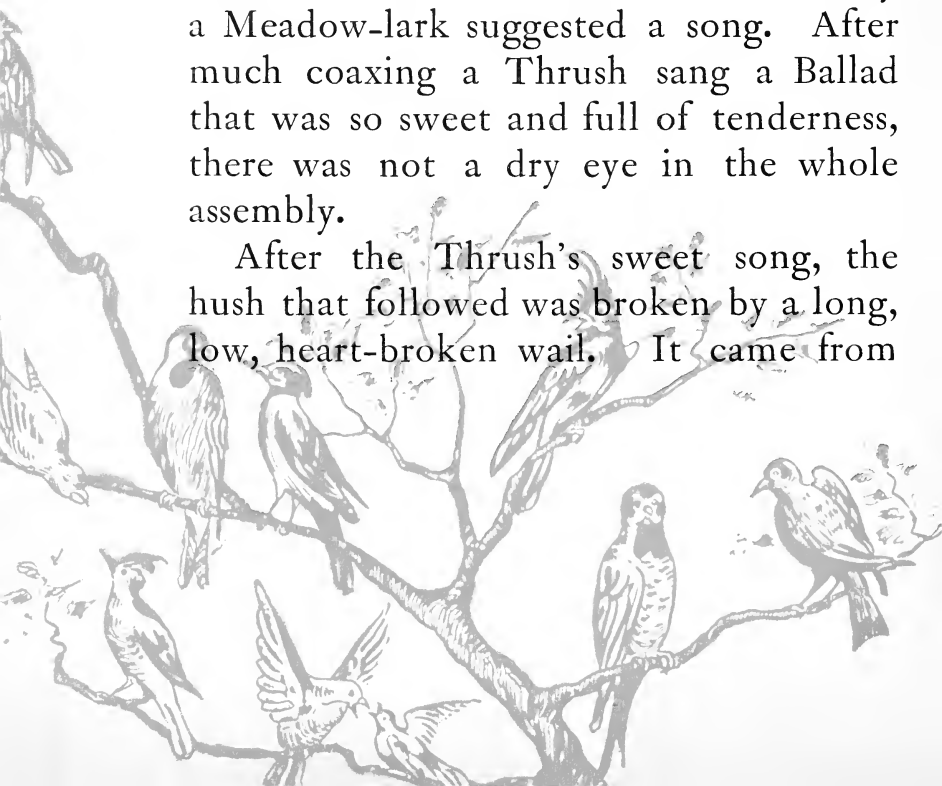 a Meadow-lark suggested a song. After
much coaxing a Thrush sang a Ballad
that was so sweet and full of tenderness,
there was not a dry eye in the whole
assembly.
After the Thrush's sweet song, the
hush that followed was broken by a long,
low, heart-broken wail. It came from